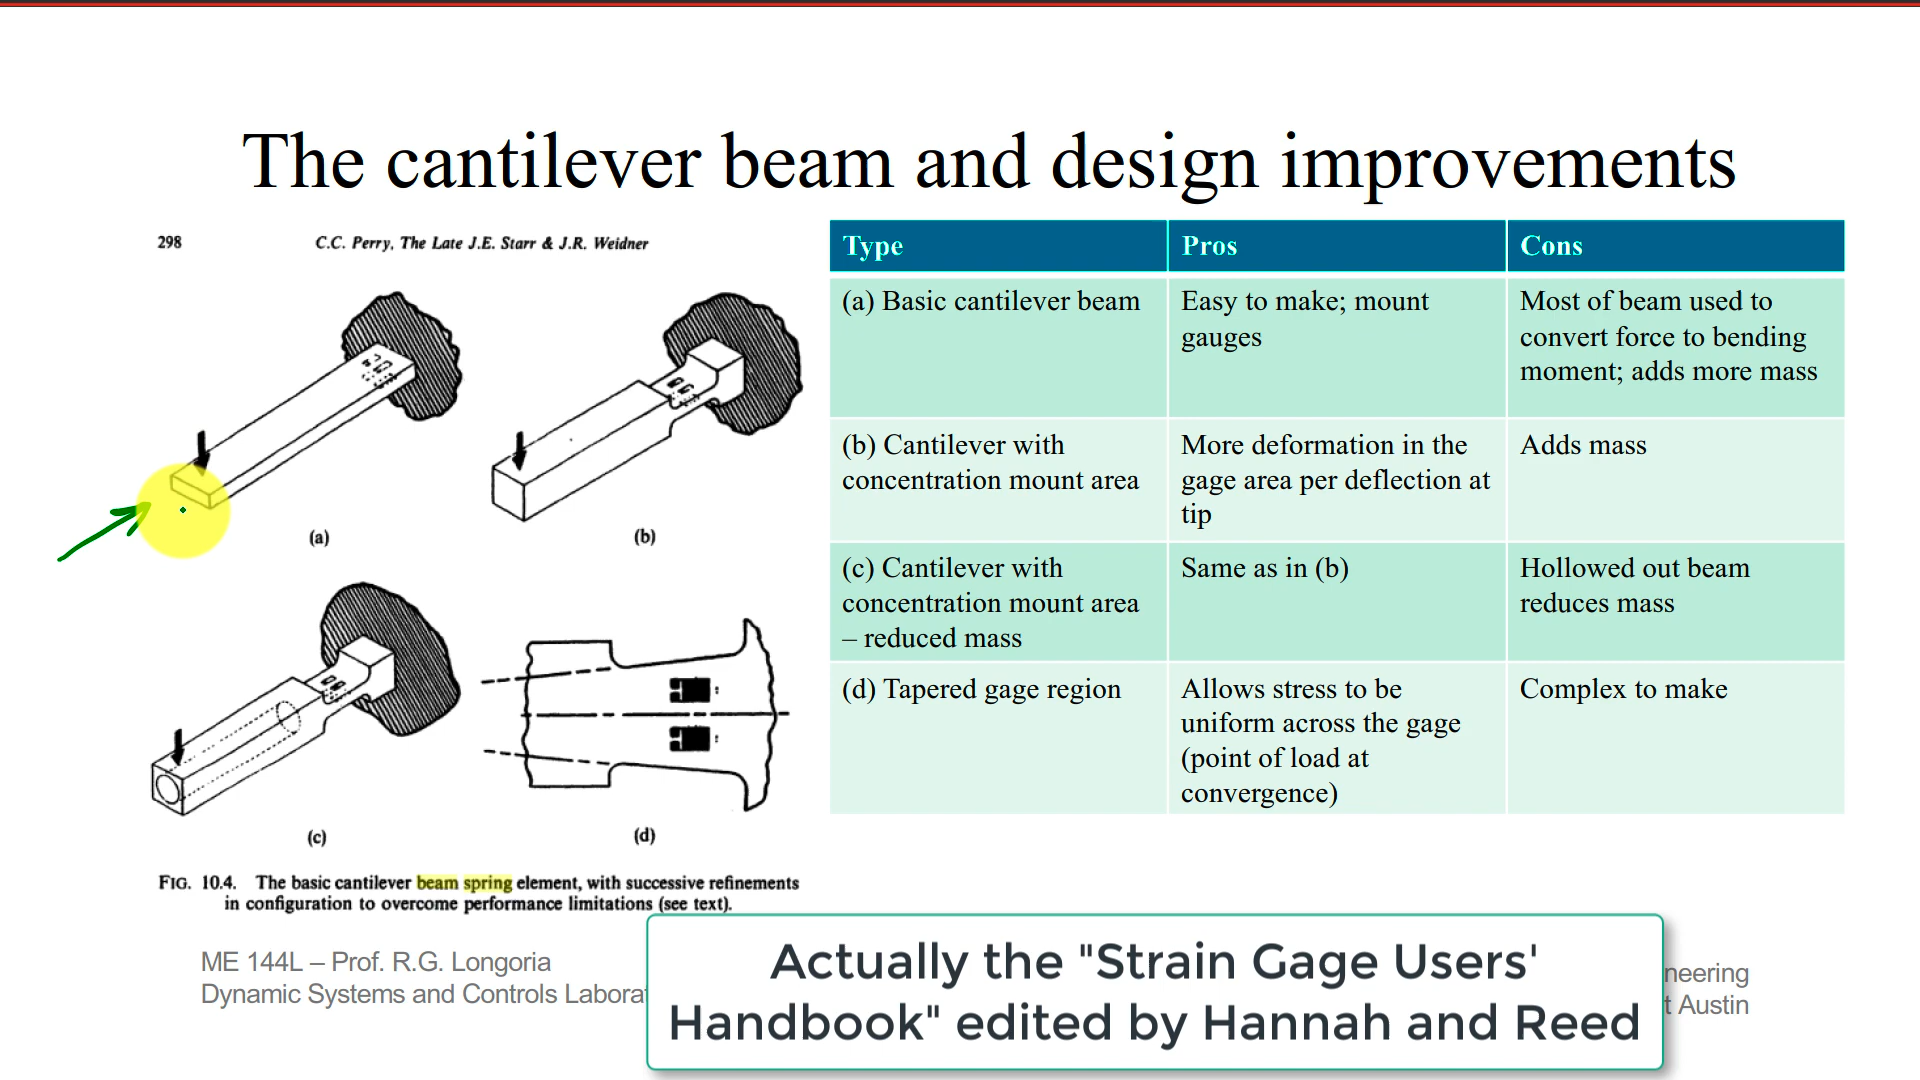 The cantilever beam and design improvements
298 C.C. Perry, The Late J.E. Starr & J.R. Weidner
(a)
(b)
(c)
(d)
FIG. 10.4. The basic cantilever beam spring element, with successive refinements
in configuration to overcome performance limitations (see text).
Type Pros Cons
(a) Basic cantilever beam
Easy to make; mount
gauges
Most of beam used to
convert force to bending
moment; adds more mass
(b) Cantilever with
concentration mount area
More deformation in the
gage area per deflection at
tip
Adds mass
(c) Cantilever with
concentration mount area
– reduced mass
Same as in (b)
Hollowed out beam
reduces mass
(d) Tapered gage region
Allows stress to be
uniform across the gage
(point of load at
convergence)
Complex to make
ME 144L – Prof. R.G. Longoria
Dynamic Systems and Controls
Actually the "Strain Gage Users'
Handbook" edited by Hannah and Reed
Austin